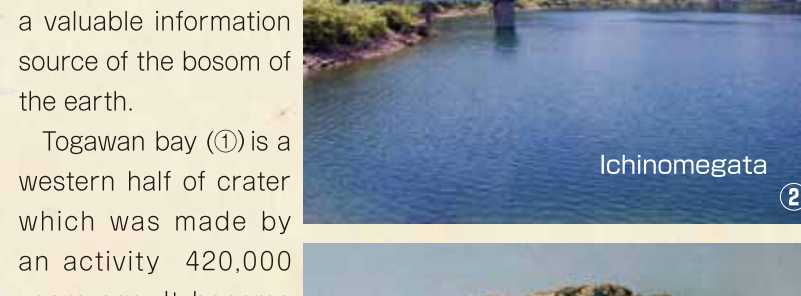 a valuable information
source of the bosom of
the earth.
Togawan bay (①) is a
western half of crater
which was made by
an activity 420,000
Ichinomegata
②